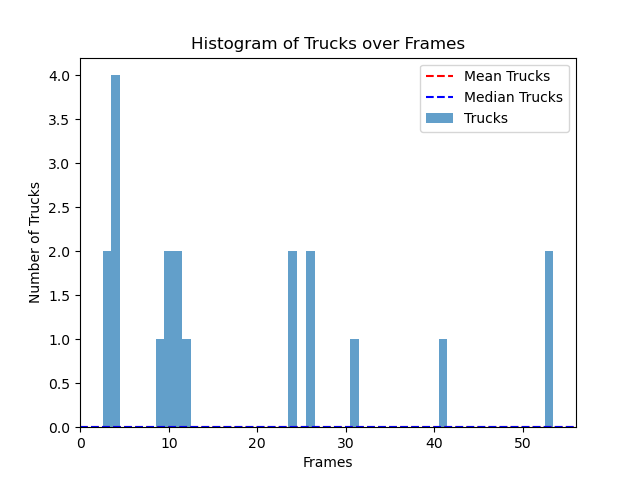 Histogram of Trucks over Frames
Mean Trucks
Median Trucks
Trucks
Number of Trucks
4.0
3.5
3.0
2.5
2.0
1.5
1.0
0.5
0.0
0 10 20 30 40 50
Frames